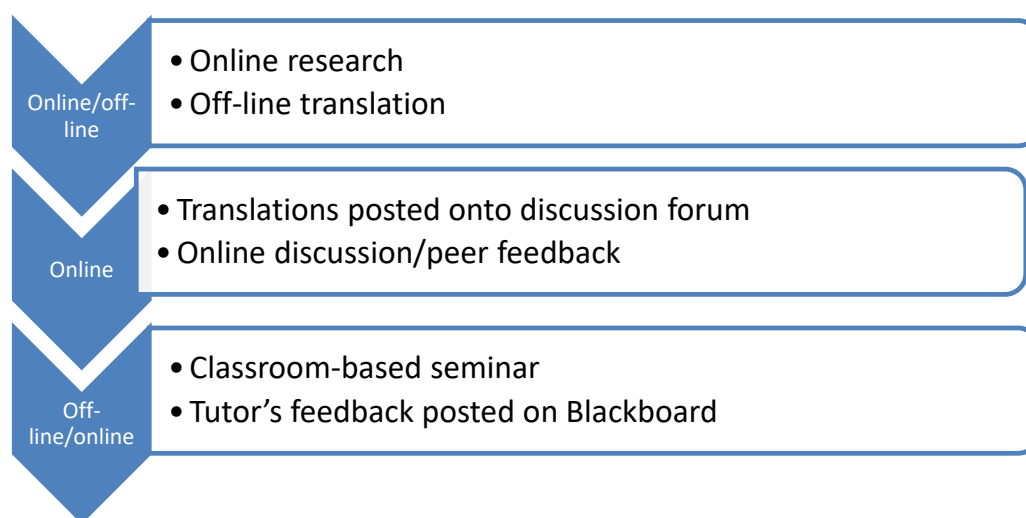 Online/off-
line
• Online research
• Off-line translation
Online
• Translations posted onto discussion forum
• Online discussion/peer feedback
Off-
line/online
• Classroom-based seminar
• Tutor’s feedback posted on Blackboard